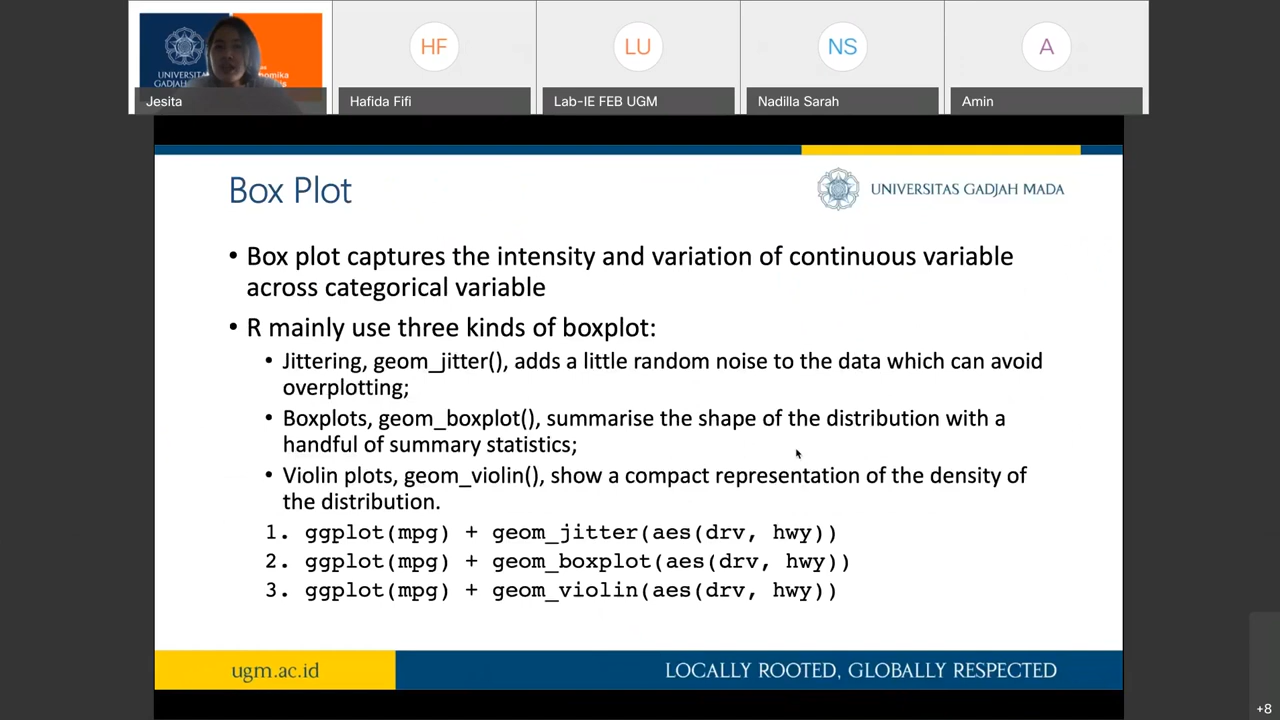 UNIVERSITAS
GADJAH MADA
Jesita
HF
Hafida Fifi
LU
Lab-IE FEB UGM
NS
Nadilla Sarah
A
Amin
Box Plot
UNIVERSITAS GADJAH MADA
• Box plot captures the intensity and variation of continuous variable
across categorical variable
• R mainly use three kinds of boxplot:
• Jittering, geom_jitter(), adds a little random noise to the data which can avoid
overplotting;
• Boxplots, geom_boxplot(), summarise the shape of the distribution with a
handful of summary statistics;
• Violin plots, geom_violin(), show a compact representation of the density of
the distribution.
1. ggplot(mpg) + geom_jitter(aes(drv, hwy))
2. ggplot(mpg) + geom_boxplot(aes(drv, hwy))
3. ggplot(mpg) + geom_violin(aes(drv, hwy))
ugm.ac.id
LOCALLY ROOTED, GLOBALLY RESPECTED
+8